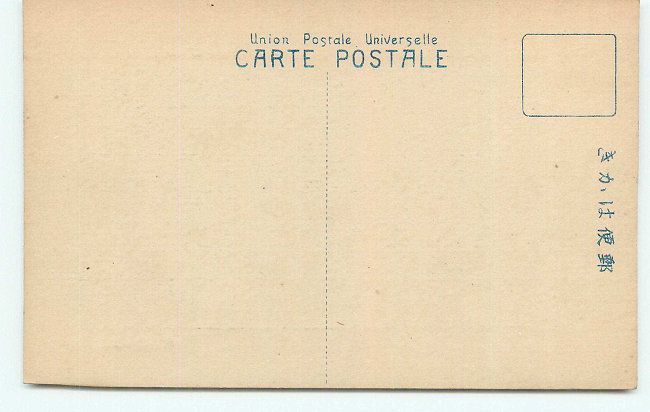 Union Postale Universelle
CARTE POSTALE
郵便はがき